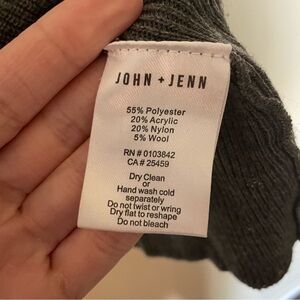 JOHN + JENN
55% Polyester
20% Acrylic
20% Nylon
5% Wool
RN # 0103842
CA # 25459
Dry Clean
or
Hand wash cold
separately
Do not twist or wring
Dry flat to reshape
Do not bleach